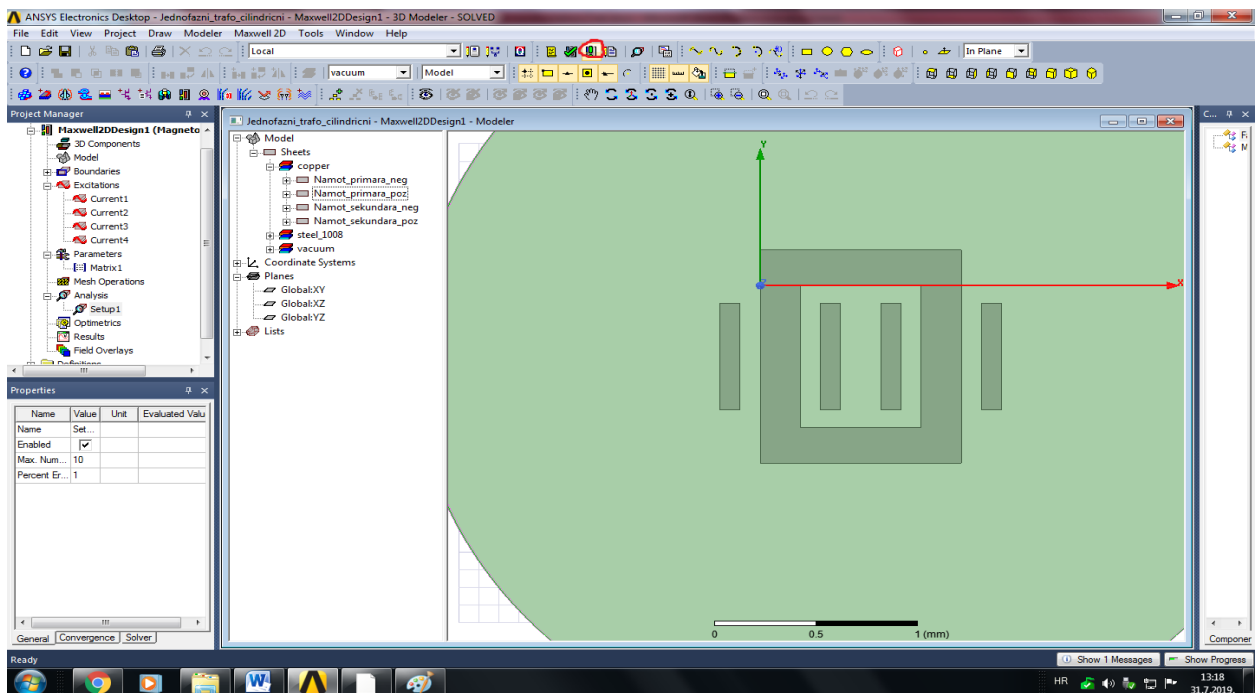 ANSYS Electronics Desktop - Jednofazni_trafo_cilindricni - Maxwell2DDesign1 - 3D Modeler - SOLVED
File Edit View Project Draw Modeler Maxwell 2D Tools Window Help
Local
In Plane
vacuum
Model
Project Manager
Maxwell2DDesign1 (Magneto
3D Components
Model
Boundaries
Excitations
Current1
Current2
Current3
Current4
Parameters
Matrix1
Mesh Operations
Analysis
Setup1
Optimetrics
Results
Field Overlays
Definitions
Properties
Name Value Unit Evaluated Valu
Name Set...
Enabled
Max. Num... 10
Percent Er... 1
General Convergence Solver
Jednofazni_trafo_cilindricni - Maxwell2DDesign1 - Modeler
Model
Sheets
copper
Namot_primara_neg
Namot_primara_poz
Namot_sekundara_neg
Namot_sekundara_poz
steel_1008
vacuum
Coordinate Systems
Planes
Global:XY
Global:XZ
Global:YZ
Lists
Y
X
0 0.5 1 (mm)
C...
F
M
Componer
Ready
Show 1 Messages Show Progress
HR
13:18
31.7.2019.